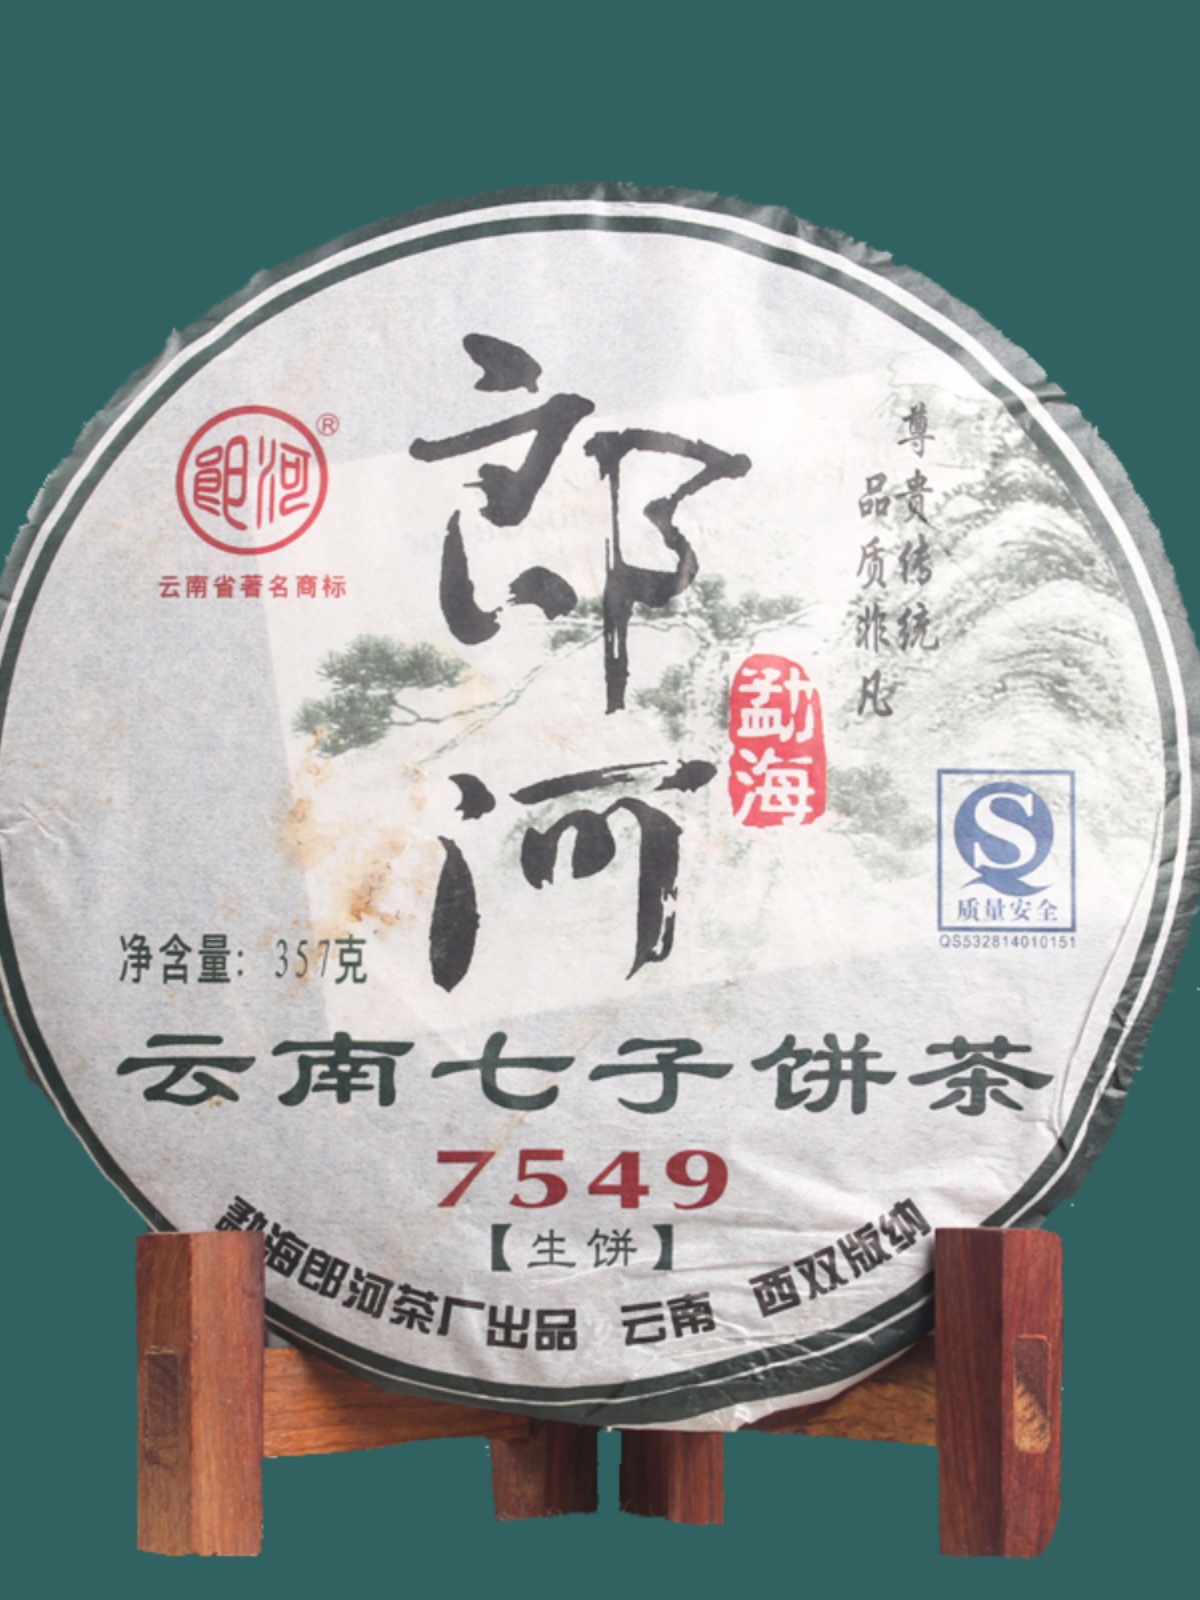 郎河
郎河®
云南省著名商标
尊贵传统
品质非凡
勐海
质量安全
QS532814010151
净含量: 357克
云南七子饼茶
7549
【生饼】
勐海郎河茶厂出品 云南 西双版纳